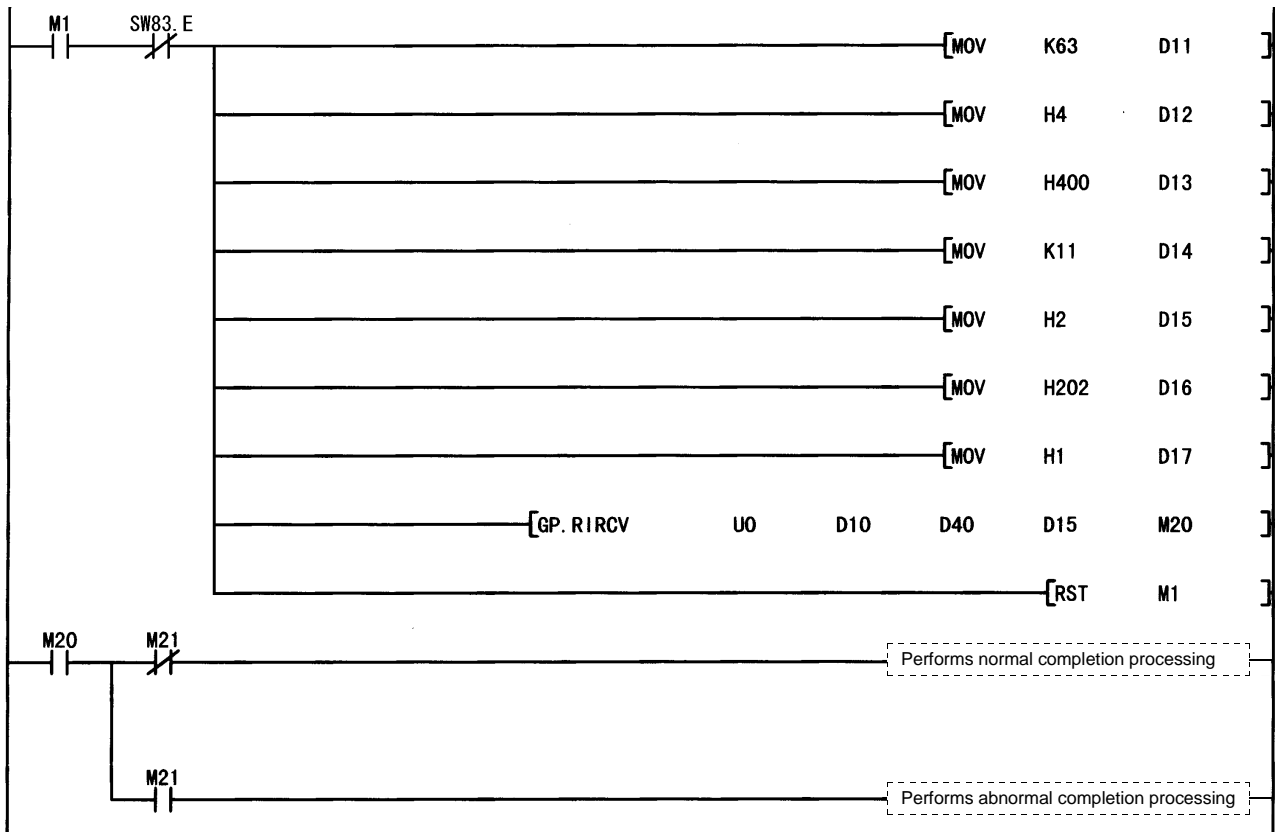 M1 SW83.E
MOV K63 D11
MOV H4 D12
MOV H400 D13
MOV K11 D14
MOV H2 D15
MOV H202 D16
MOV H1 D17
GP.RIRCV U0 D10 D40 D15 M20
RST M1
M20 M21
Performs normal completion processing
M21
Performs abnormal completion processing